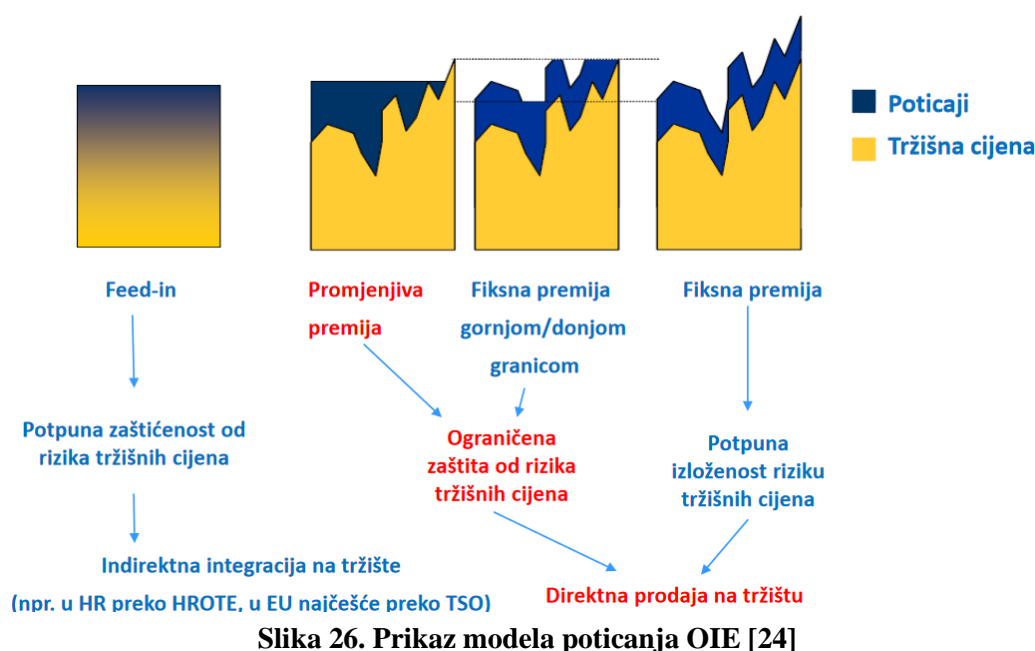 Poticaji
Tržišna cijena
Feed-in
Promjenjiva
premija
Fiksna premija
gornjom/donjom
granicom
Fiksna premija
Potpuna zaštićenost od
rizika tržišnih cijena
Ograničena
zaštita od rizika
tržišnih cijena
Potpuna
izloženost riziku
tržišnih cijena
Indirektna integracija na tržište
(npr. u HR preko HROTE, u EU najčešće preko TSO)
Direktna prodaja na tržištu
Slika 26. Prikaz modela poticanja OIE [24]